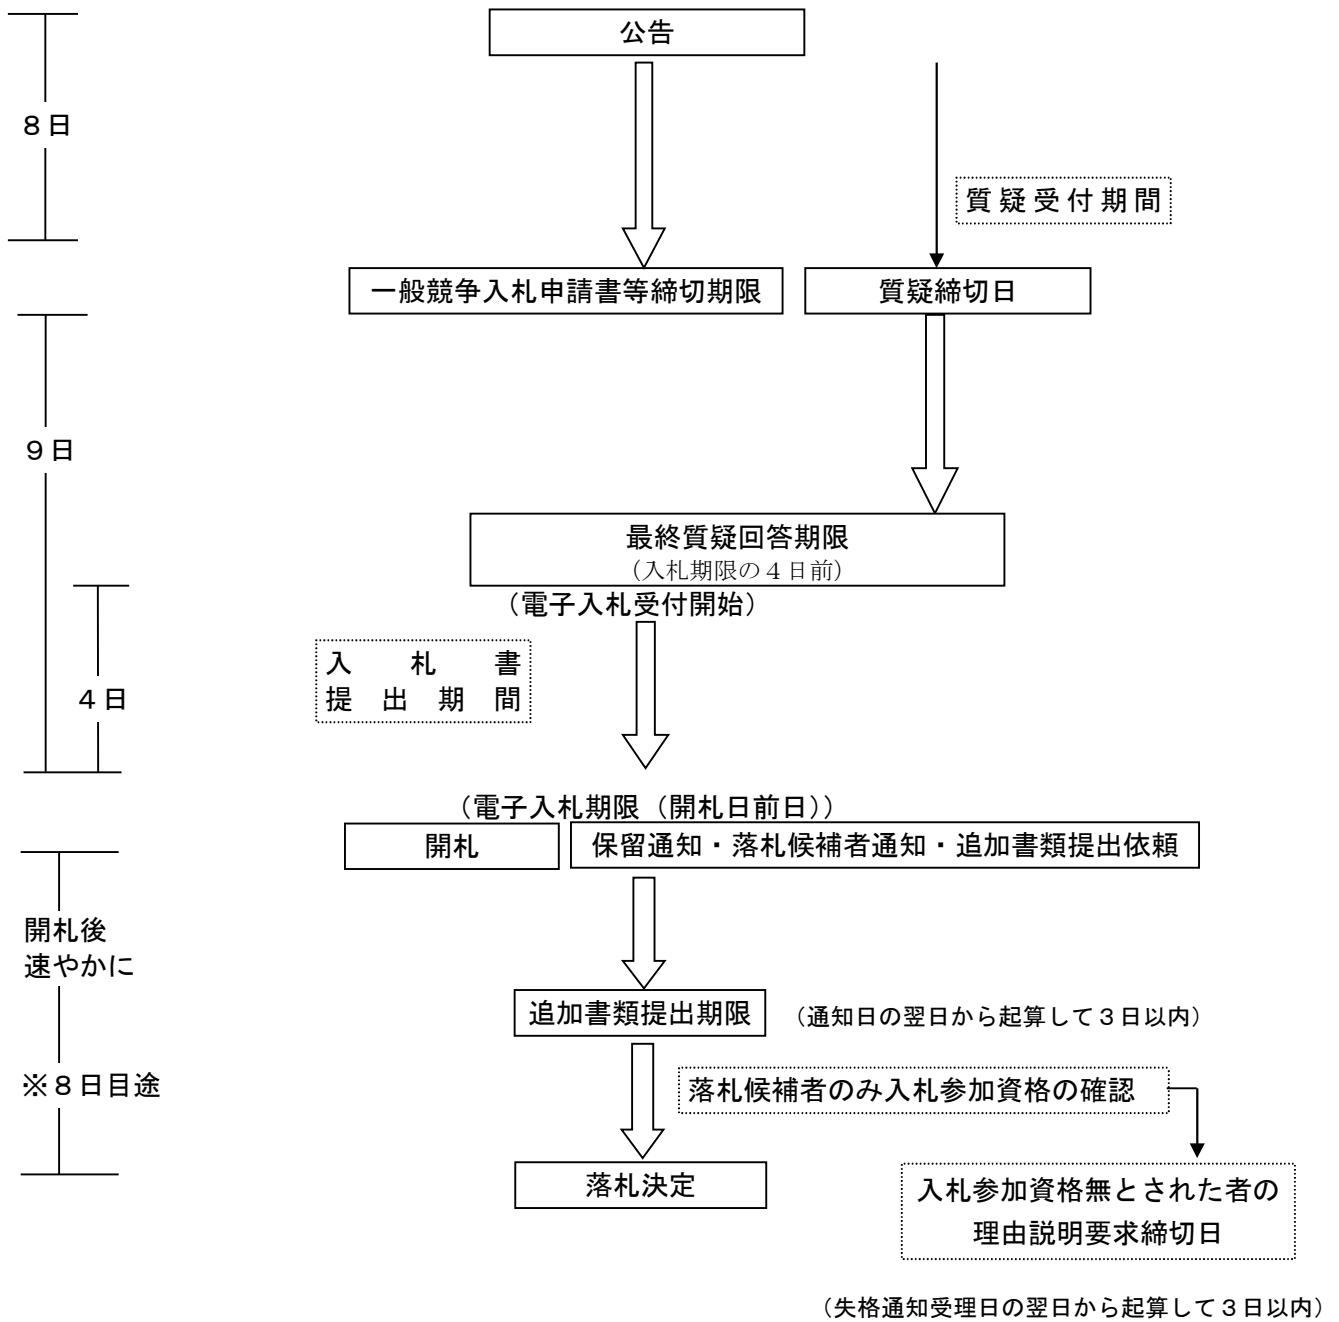 公告
８日
質疑受付期間
一般競争入札申請書等締切期限
質疑締切日
９日
最終質疑回答期限
（入札期限の４日前）
（電子入札受付開始）
入札書
提出期間
４日
（電子入札期限（開札日前日））
開札
保留通知・落札候補者通知・追加書類提出依頼
開札後
速やかに
追加書類提出期限
（通知日の翌日から起算して３日以内）
※８日目途
落札候補者のみ入札参加資格の確認
落札決定
入札参加資格無とされた者の
理由説明要求締切日
（失格通知受理日の翌日から起算して３日以内）